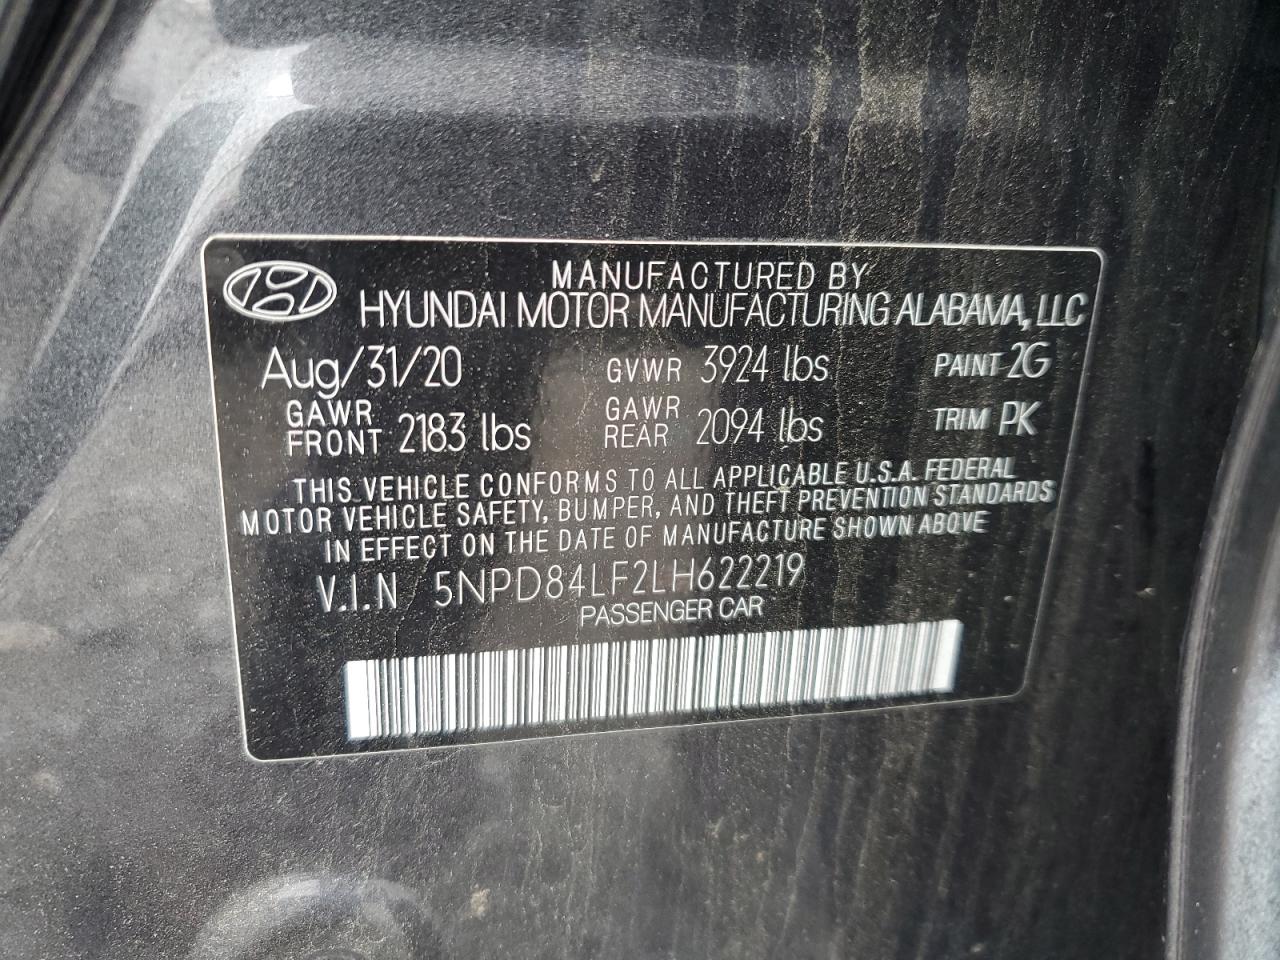 MANUFACTURED BY
HYUNDAI MOTOR MANUFACTURING ALABAMA, LLC
Aug/31/20 GVWR 3924 lbs PAINT 2G
GAWR FRONT 2183 lbs GAWR REAR 2094 lbs TRIM PK
THIS VEHICLE CONFORMS TO ALL APPLICABLE U.S.A. FEDERAL
MOTOR VEHICLE SAFETY, BUMPER, AND THEFT PREVENTION STANDARDS
IN EFFECT ON THE DATE OF MANUFACTURE SHOWN ABOVE
V.I.N 5NPD84LF2LH622219
PASSENGER CAR